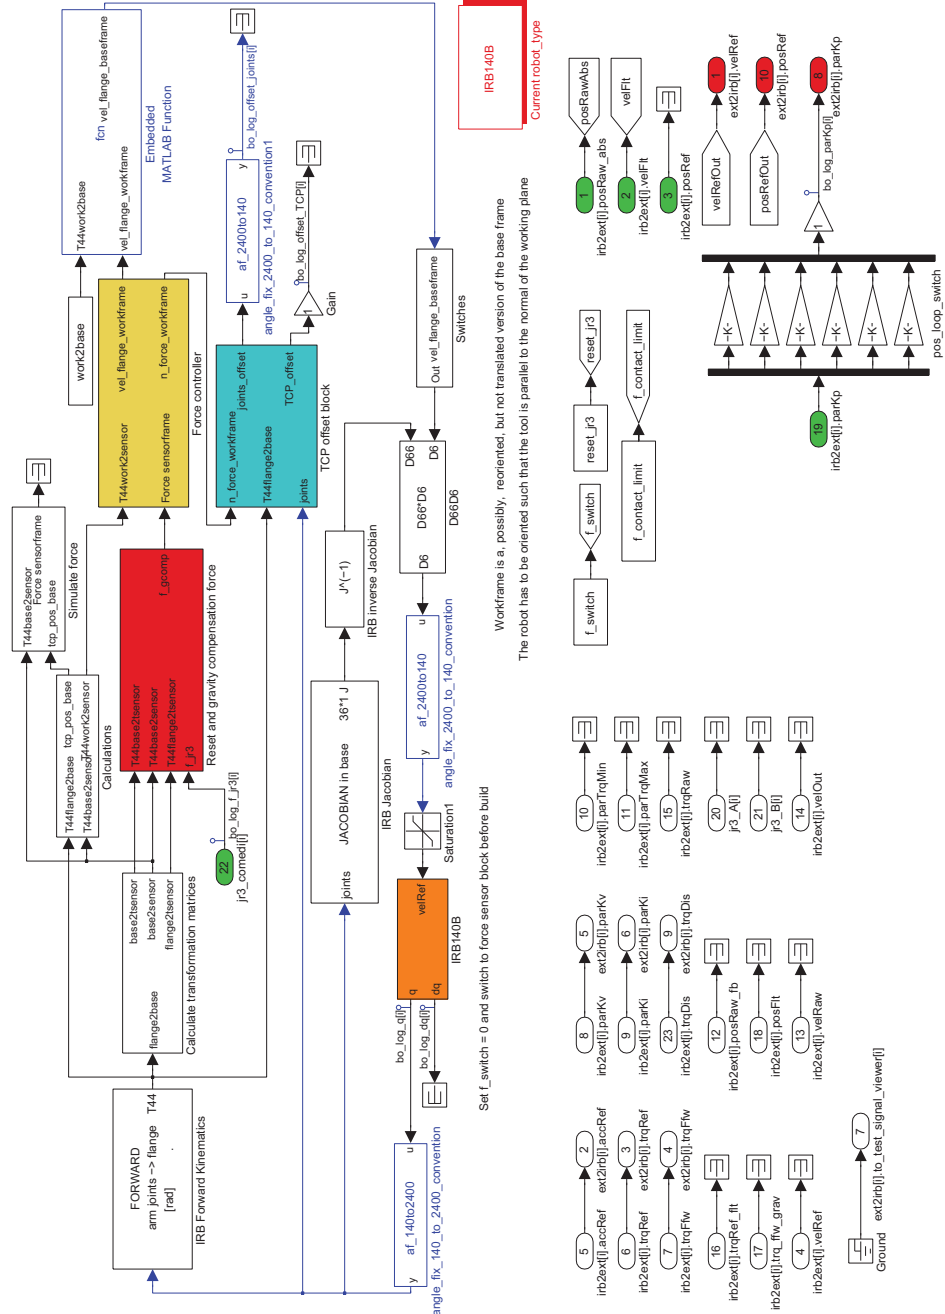 FORWARD
arm joints −> flange
[rad]
.
T44
IRB Forward Kinematics
flange2base
base2tsensor
base2sensor
flange2tsensor
Calculate transformation matrices
22
jr3_comedi[i]
bo_log_f_jr3[i]
T44flange2base
T44base2sensor
tcp_pos_base
T44work2sensor
Calculations
T44base2sensor
Force sensorframe
tcp_pos_base
Simulate force
T44base2tsensor
T44base2sensor
T44flange2tsensor
f_jr3
f_gcomp
Reset and gravity compensation force
T44work2sensor
Force sensorframe
vel_flange_workframe
n_force_workframe
Force controller
work2base
T44work2base
vel_flange_workframe
fcn
vel_flange_baseframe
Embedded
MATLAB Function
n_force_workframe
T44flange2base
joints
joints_offset
TCP_offset
TCP offset block
u
af_2400to140
y
angle_fix_2400_to_140_convention1
bo_log_offset_joints[i]
1
Gain
bo_log_offset_TCP[i]
joints
JACOBIAN in base
36*1 J
IRB Jacobian
J^(−1)
IRB inverse Jacobian
Out
vel_flange_baseframe
Switches
D66
D6
D66*D6
D6
D66D6
u
af_2400to140
y
angle_fix_2400_to_140_convention
Saturation1
velRef
q
dq
IRB140B
bo_log_q[i]
bo_log_dq[i]
u
af_140to2400
y
angle_fix_140_to_2400_convention
IRB140B
Current robot_type
Set f_switch = 0 and switch to force sensor block before build
Workframe is a, possibly, reoriented, but not translated version of the base frame
The robot has to be oriented such that the tool is parallel to the normal of the working plane
5
irb2ext[i].accRef
2
ext2irb[i].accRef
6
irb2ext[i].trqRef
3
ext2irb[i].trqRef
7
irb2ext[i].trqFfw
4
ext2irb[i].trqFfw
16
irb2ext[i].trqRef_flt
17
irb2ext[i].trq_ffw_grav
4
irb2ext[i].velRef
Ground
7
ext2irb[i].to_test_signal_viewer[i]
8
irb2ext[i].parKv
5
ext2irb[i].parKv
9
irb2ext[i].parKi
6
ext2irb[i].parKi
23
irb2ext[i].trqDis
9
ext2irb[i].trqDis
12
irb2ext[i].posRaw_fb
18
irb2ext[i].posFlt
13
irb2ext[i].velRaw
10
irb2ext[i].parTrqMin
11
irb2ext[i].parTrqMax
15
irb2ext[i].trqRaw
20
jr3_A[i]
21
jr3_B[i]
14
irb2ext[i].velOut
f_switch
f_switch
reset_jr3
reset_jr3
f_contact_limit
f_contact_limit
1
irb2ext[i].posRaw_abs
posRawAbs
2
irb2ext[i].velFlt
velFlt
3
irb2ext[i].posRef
velRefOut
1
ext2irb[i].velRef
posRefOut
10
ext2irb[i].posRef
19
irb2ext[i].parKp
−K−
−K−
−K−
−K−
−K−
−K−
pos_loop_switch
1
bo_log_parKp[i]
8
ext2irb[i].parKp